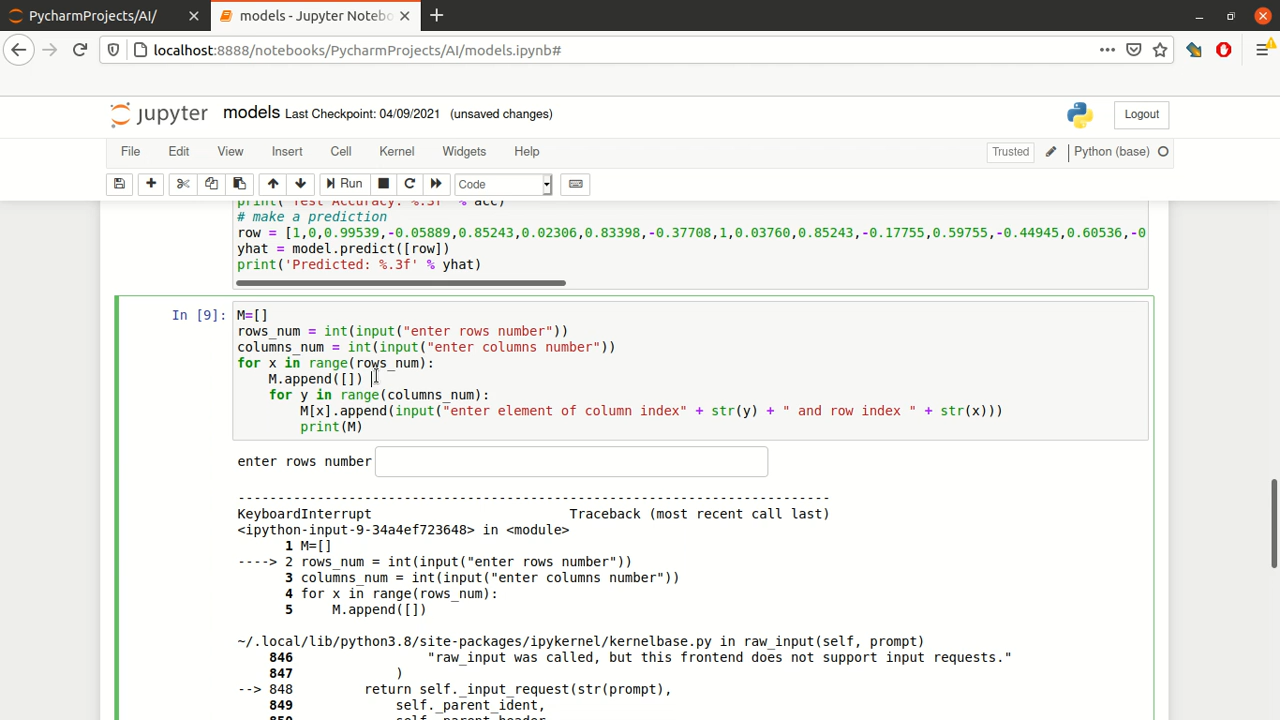 PycharmProjects/AI/
models - Jupyter Notebo
localhost:8888/notebooks/PycharmProjects/AI/models.ipynb#
jupyter models Last Checkpoint: 04/09/2021 (unsaved changes)
Logout
File Edit View Insert Cell Kernel Widgets Help
Trusted Python (base)
Run Code
print('Test Accuracy: %.3f' % acc)
# make a prediction
row = [1,0,0.99539,-0.05889,0.85243,0.02306,0.83398,-0.37708,1,0.03760,0.85243,-0.17755,0.59755,-0.44945,0.60536,-0
yhat = model.predict([row])
print('Predicted: %.3f' % yhat)
In [9]:
M=[]
rows_num = int(input("enter rows number"))
columns_num = int(input("enter columns number"))
for x in range(rows_num):
    M.append([])
    for y in range(columns_num):
        M[x].append(input("enter element of column index" + str(y) + " and row index " + str(x)))
        print(M)
enter rows number
---------------------------------------------------------------------------
KeyboardInterrupt                         Traceback (most recent call last)
<ipython-input-9-34a4ef723648> in <module>
      1 M=[]
----> 2 rows_num = int(input("enter rows number"))
      3 columns_num = int(input("enter columns number"))
      4 for x in range(rows_num):
      5     M.append([])
~/.local/lib/python3.8/site-packages/ipykernel/kernelbase.py in raw_input(self, prompt)
    846                 "raw_input was called, but this frontend does not support input requests."
    847             )
--> 848         return self._input_request(str(prompt),
    849             self._parent_ident,
    850             self._parent_header,